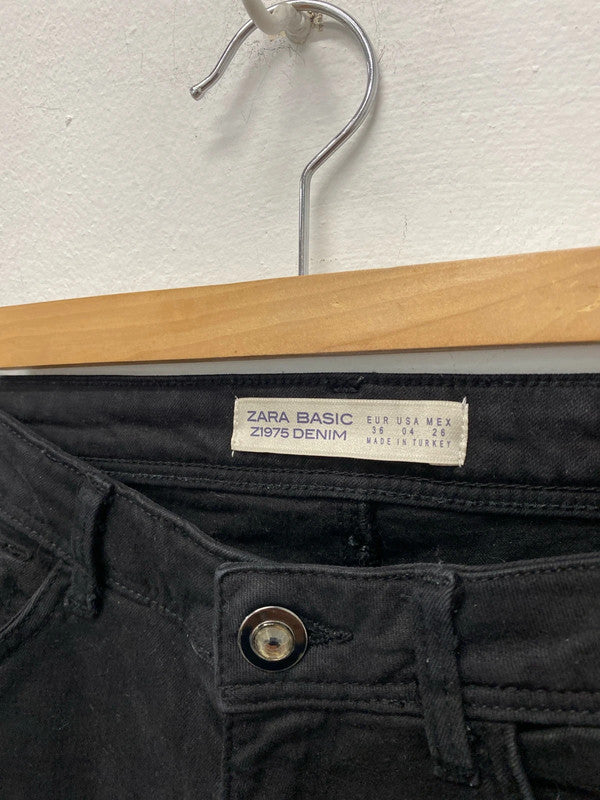 ZARA BASIC
Z1975 DENIM
EUR USA MEX
36 04 26
MADE IN TURKEY